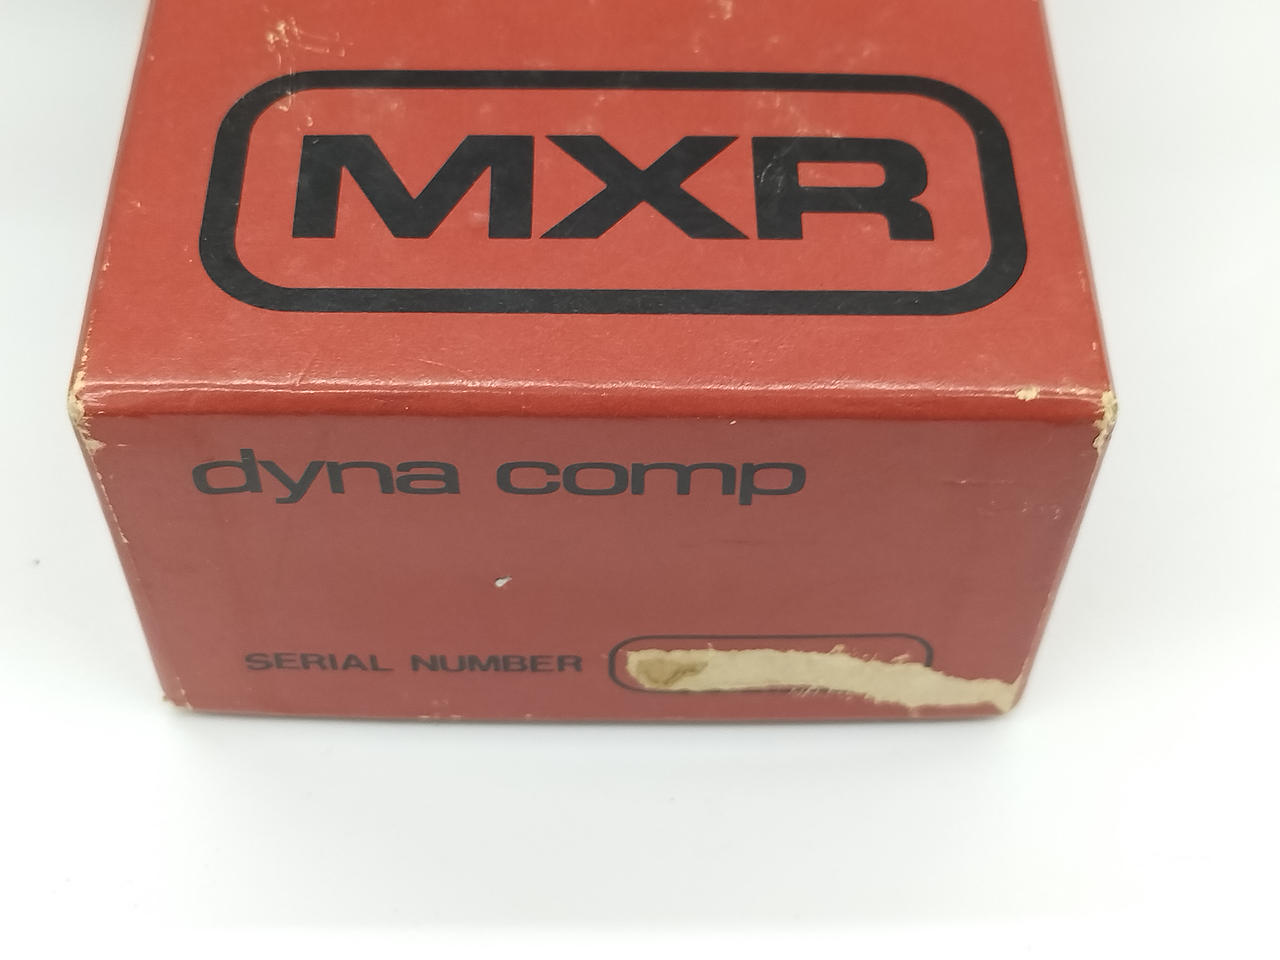 MXR
dyna comp
SERIAL NUMBER